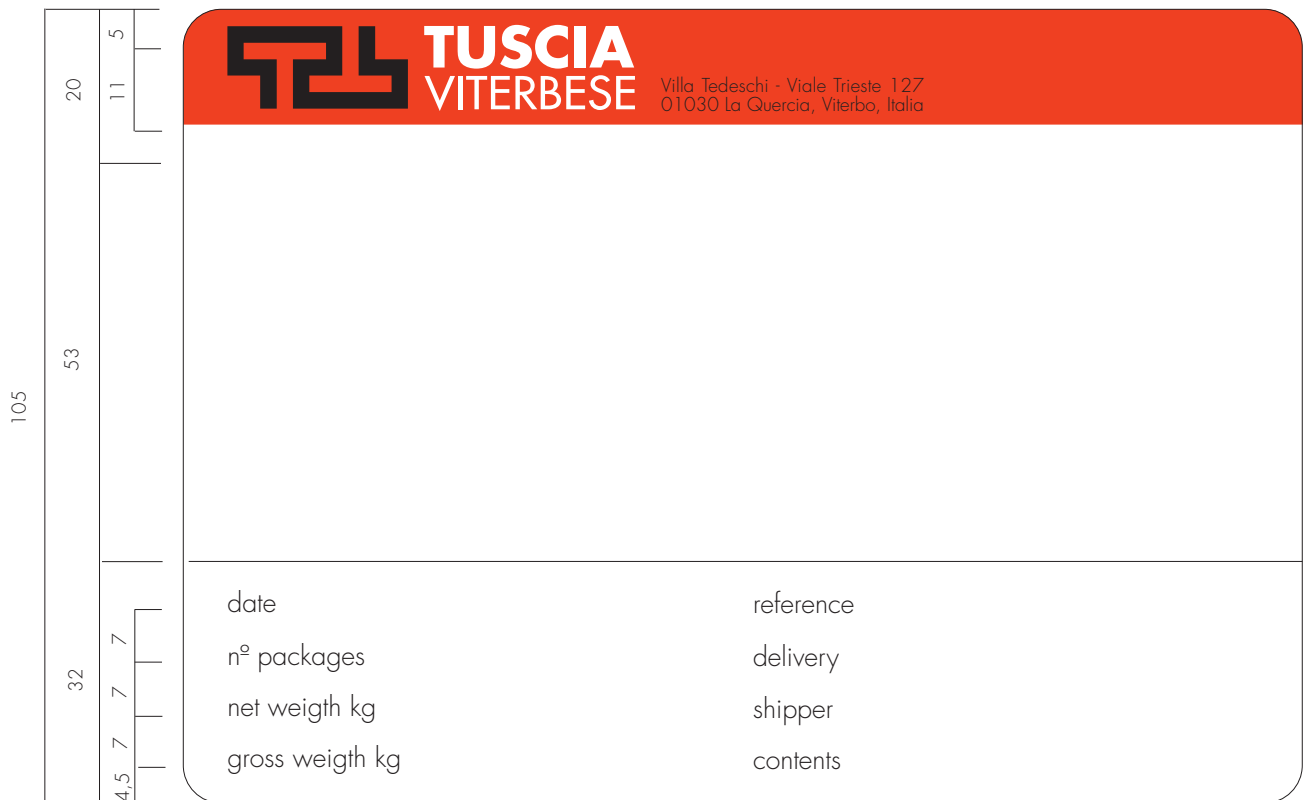 TUSCIA
VITERBESE
Villa Tedeschi - Viale Trieste 127
01030 La Quercia, Viterbo, Italia
5
11
20
53
105
32
7
7
7
4,5
date
nº packages
net weigth kg
gross weigth kg
reference
delivery
shipper
contents